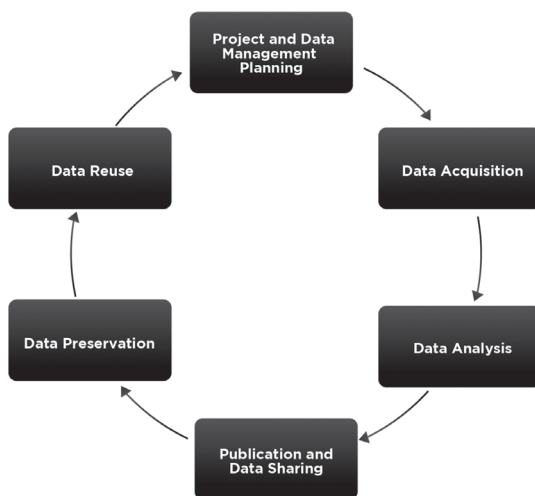 Project and Data
Management
Planning
Data Acquisition
Data Analysis
Publication and
Data Sharing
Data Preservation
Data Reuse